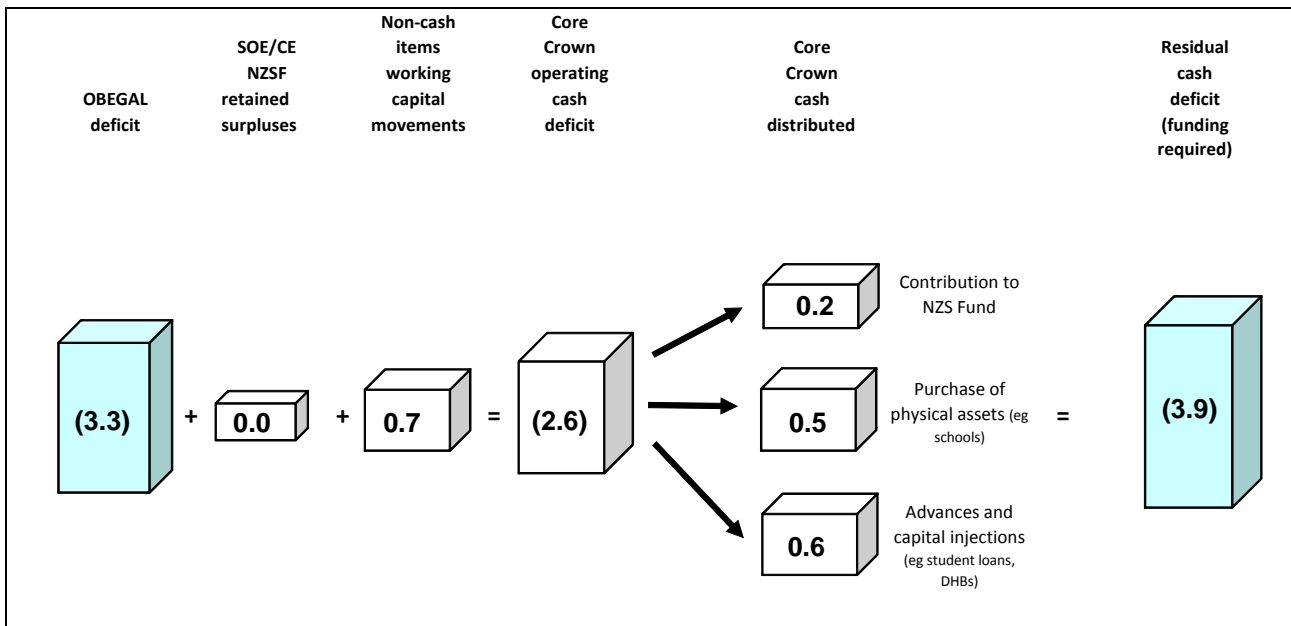 OBEGAL
deficit
SOE/CE
NZSF
retained
surpluses
Non-cash
items
working
capital
movements
Core
Crown
operating
cash
deficit
Core
Crown
cash
distributed
Residual
cash
deficit
(funding
required)
(3.3) + 0.0 + 0.7 = (2.6)
0.2
Contribution to
NZS Fund
0.5
Purchase of
physical assets (eg
schools)
0.6
Advances and
capital injections
(eg student loans,
DHBs)
= (3.9)